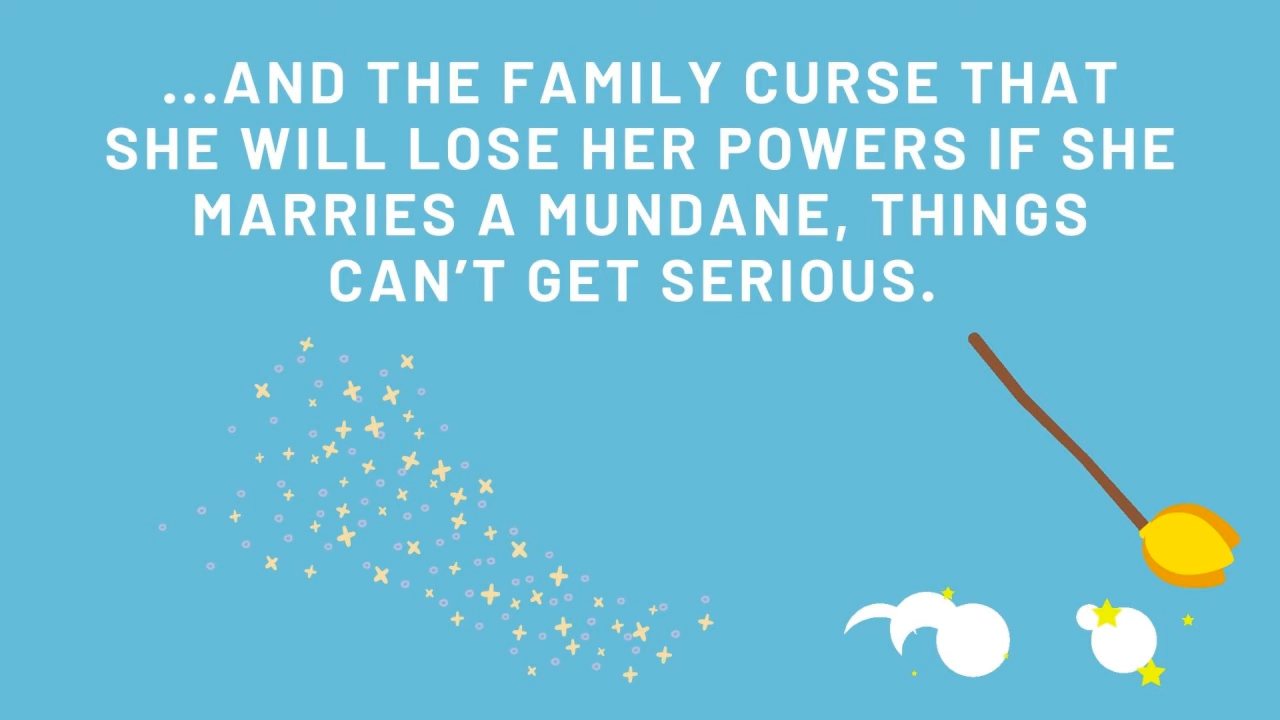 ...AND THE FAMILY CURSE THAT
SHE WILL LOSE HER POWERS IF SHE
MARRIES A MUNDANE, THINGS
CAN’T GET SERIOUS.